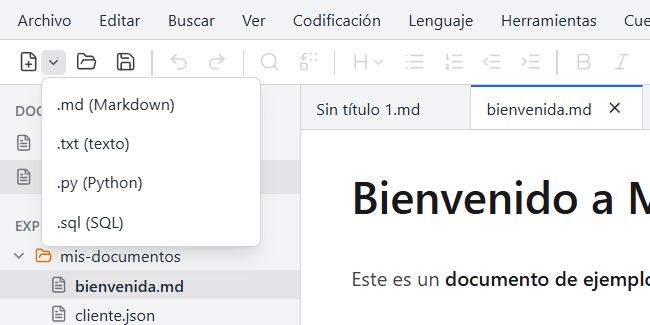 Archivo Editar Buscar Ver Codificación Lenguaje Herramientas
.md (Markdown)
.txt (texto)
.py (Python)
.sql (SQL)
Sin título 1.md bienvenida.md
mis-documentos
bienvenida.md
cliente.json
Bienvenido a
Este es un documento de